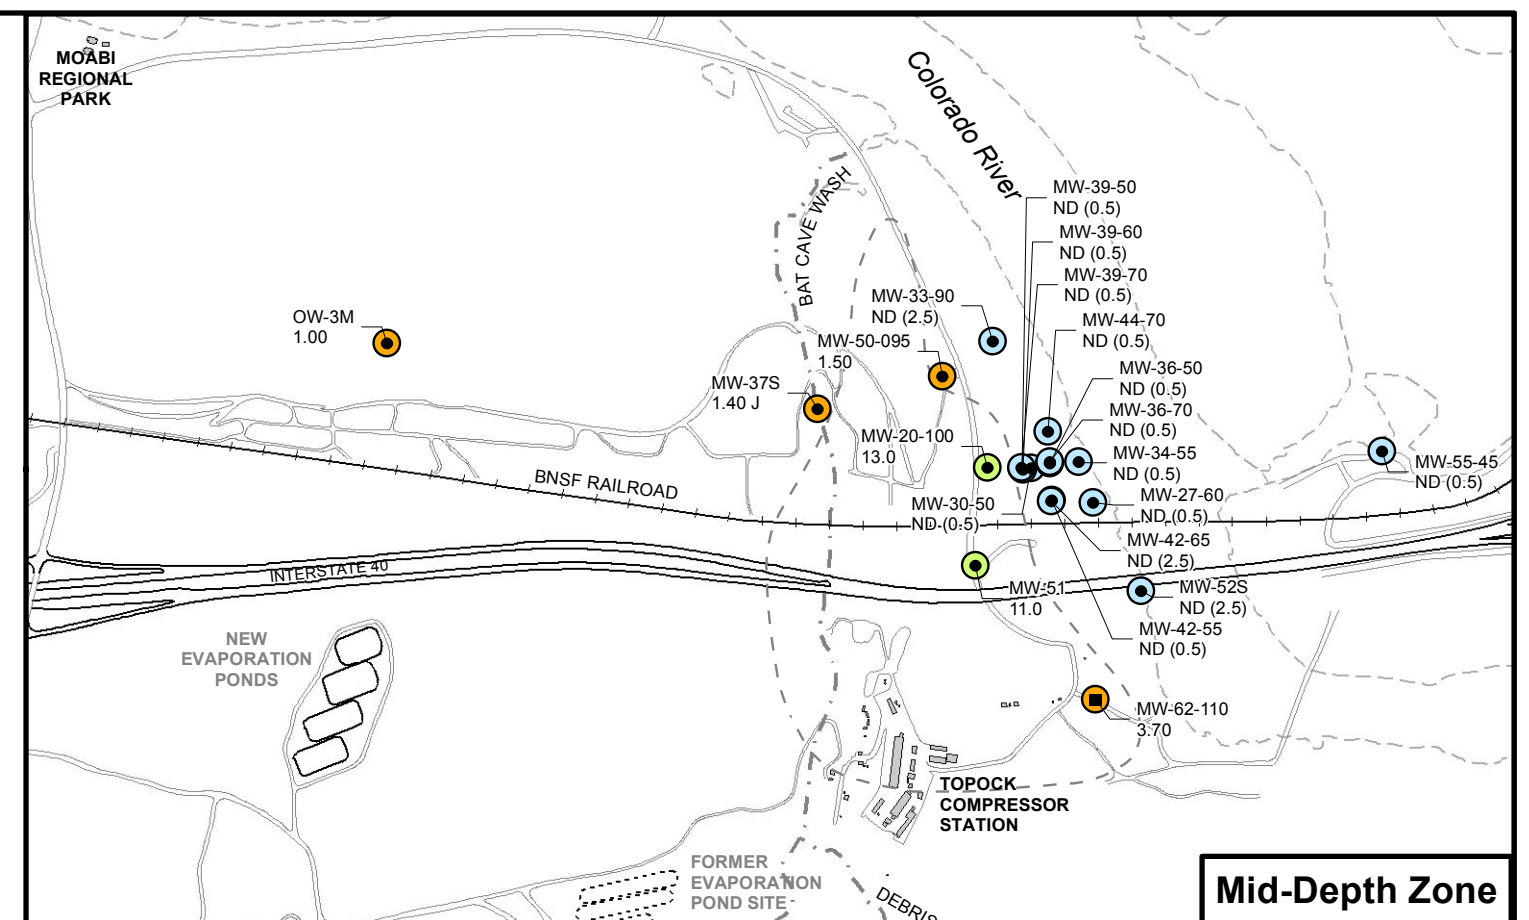 MOABI
REGIONAL
PARK
Colorado River
BAT CAVE WASH
MW-39-50
ND (0.5)
MW-39-60
ND (0.5)
MW-39-70
ND (0.5)
MW-33-90
ND (2.5)
OW-3M
1.00
MW-44-70
ND (0.5)
MW-50-095
1.50
MW-36-50
ND (0.5)
MW-37S
1.40 J
MW-36-70
ND (0.5)
MW-20-100
13.0
MW-34-55
ND (0.5)
MW-55-45
ND (0.5)
BNSF RAILROAD
MW-30-50
ND (0.5)
MW-27-60
ND (0.5)
MW-42-65
ND (2.5)
INTERSTATE 40
MW-51
11.0
MW-52S
ND (2.5)
MW-42-55
ND (0.5)
NEW
EVAPORATION
PONDS
MW-62-110
3.70
TOPOCK
COMPRESSOR
STATION
FORMER
EVAPORATION
POND SITE
DEBRIS
Mid-Depth Zone